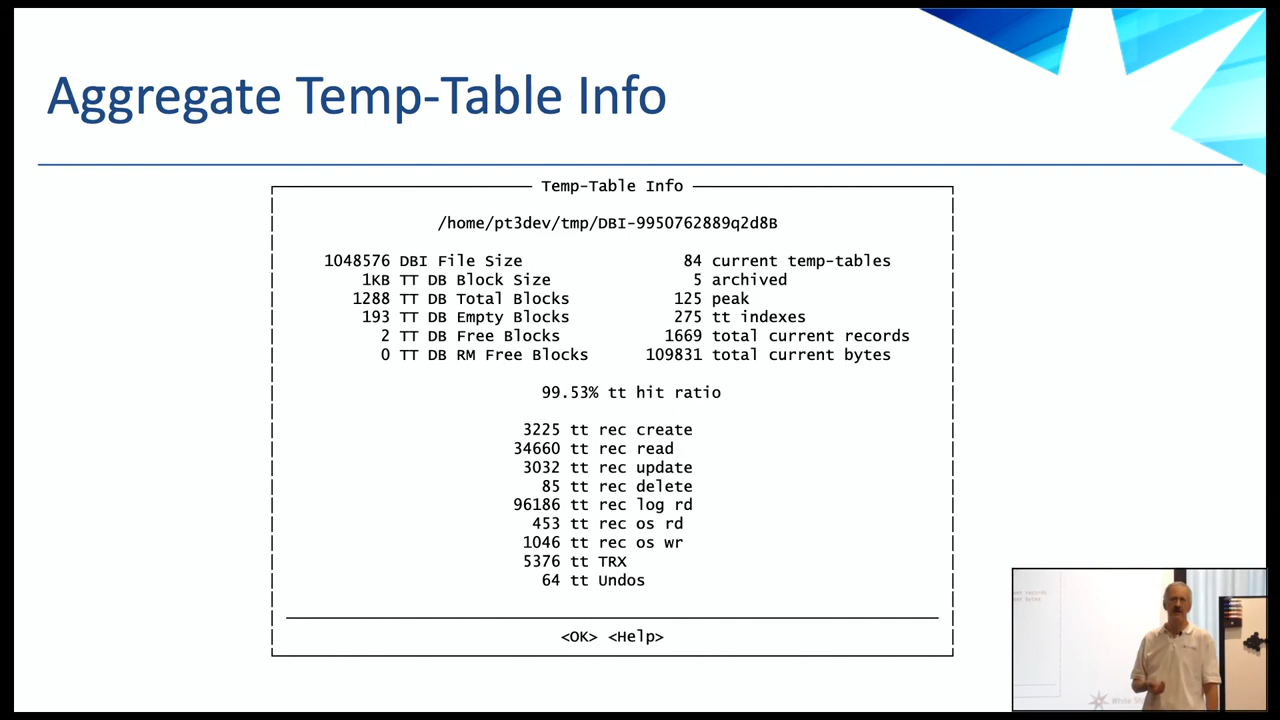 Aggregate Temp-Table Info
Temp-Table Info
/home/pt3dev/tmp/DBI-9950762889q2d8B
1048576 DBI File Size 84 current temp-tables
1KB TT DB Block Size 5 archived
1288 TT DB Total Blocks 125 peak
193 TT DB Empty Blocks 275 tt indexes
2 TT DB Free Blocks 1669 total current records
0 TT DB RM Free Blocks 109831 total current bytes
99.53% tt hit ratio
3225 tt rec create
34660 tt rec read
3032 tt rec update
85 tt rec delete
96186 tt rec log rd
453 tt rec os rd
1046 tt rec os wr
5376 tt TRX
64 tt Undos
<OK> <Help>